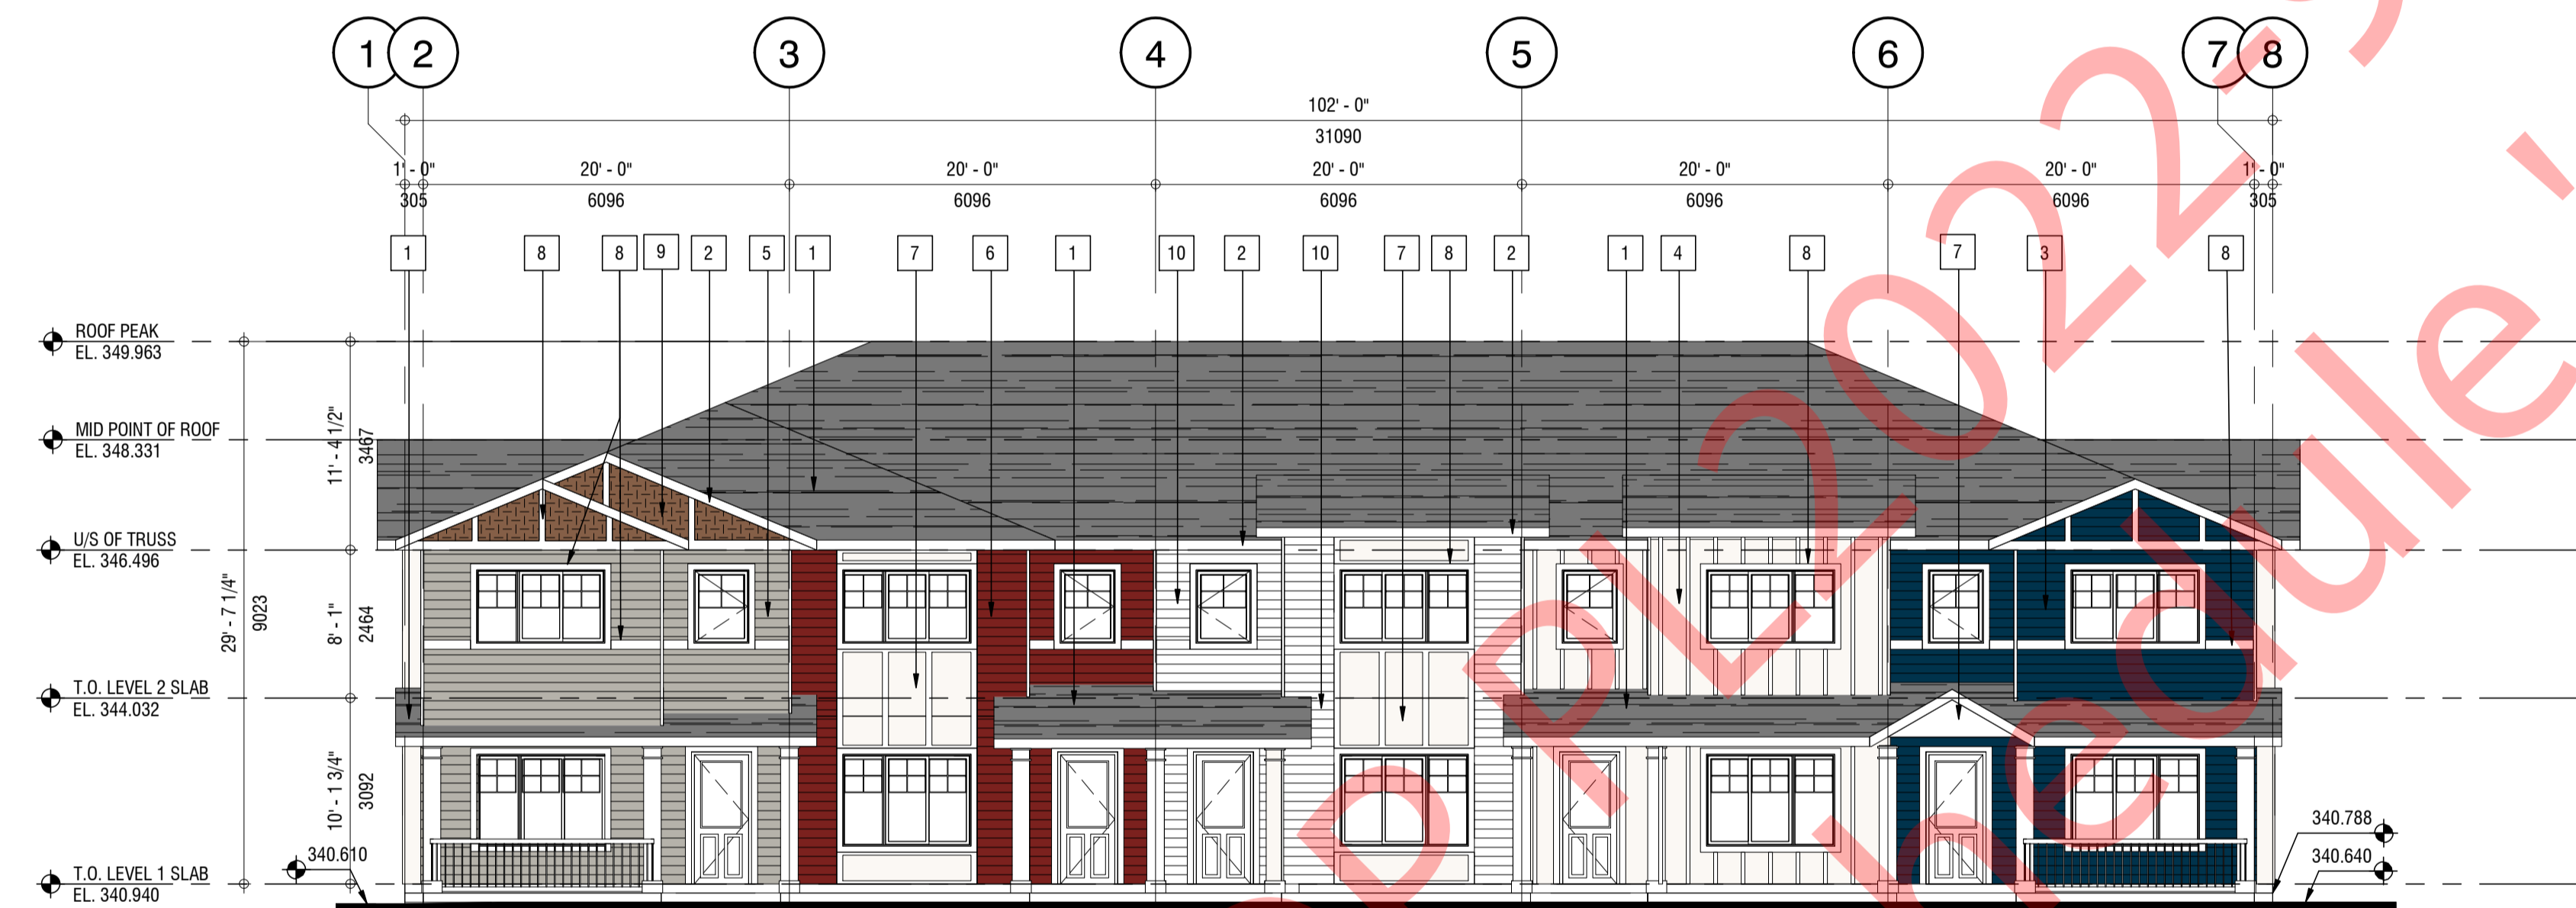 1 2 3 4 5 6 7 8
102' - 0"
31090
1' - 0" 20' - 0" 20' - 0" 20' - 0" 20' - 0" 20' - 0" 1' - 0"
305 6096 6096 6096 6096 6096 305
1 8 8 9 2 5 1 7 6 1 10 2 10 7 8 2 1 4 8 7 3 8
ROOF PEAK
EL. 349.963
MID POINT OF ROOF
EL. 348.331
U/S OF TRUSS
EL. 346.496
T.O. LEVEL 2 SLAB
EL. 344.032
T.O. LEVEL 1 SLAB
EL. 340.940
29' - 7 1/4"
9023
11' - 4 1/2"
3467
8' - 1"
2464
10' - 1 3/4"
3092
340.610
340.788
340.640